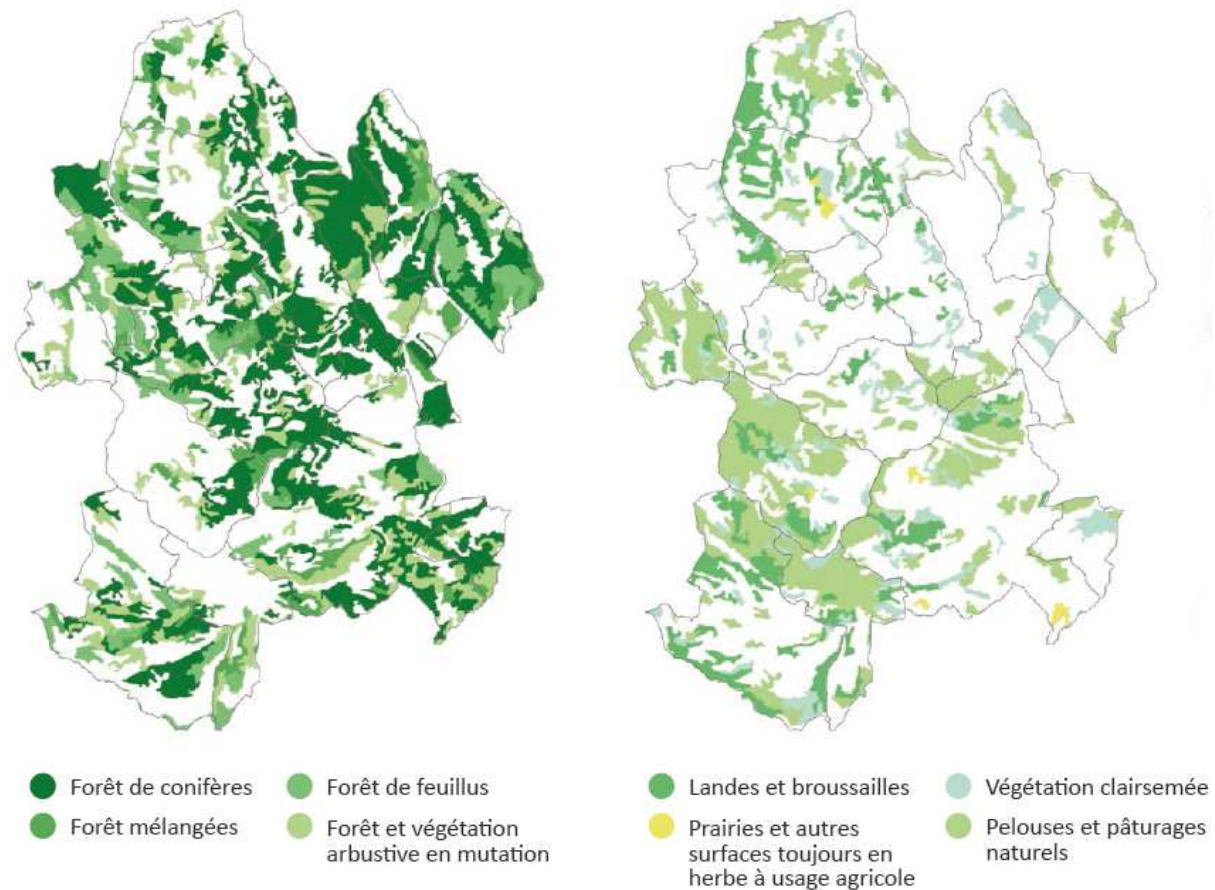 Forêt de conifères
Forêt mélangées
Forêt de feuillus
Forêt et végétation
arbustive en mutation
Landes et broussailles
Prairies et autres
surfaces toujours en
herbe à usage agricole
Végétation clairsemée
Pelouses et pâturages
naturels